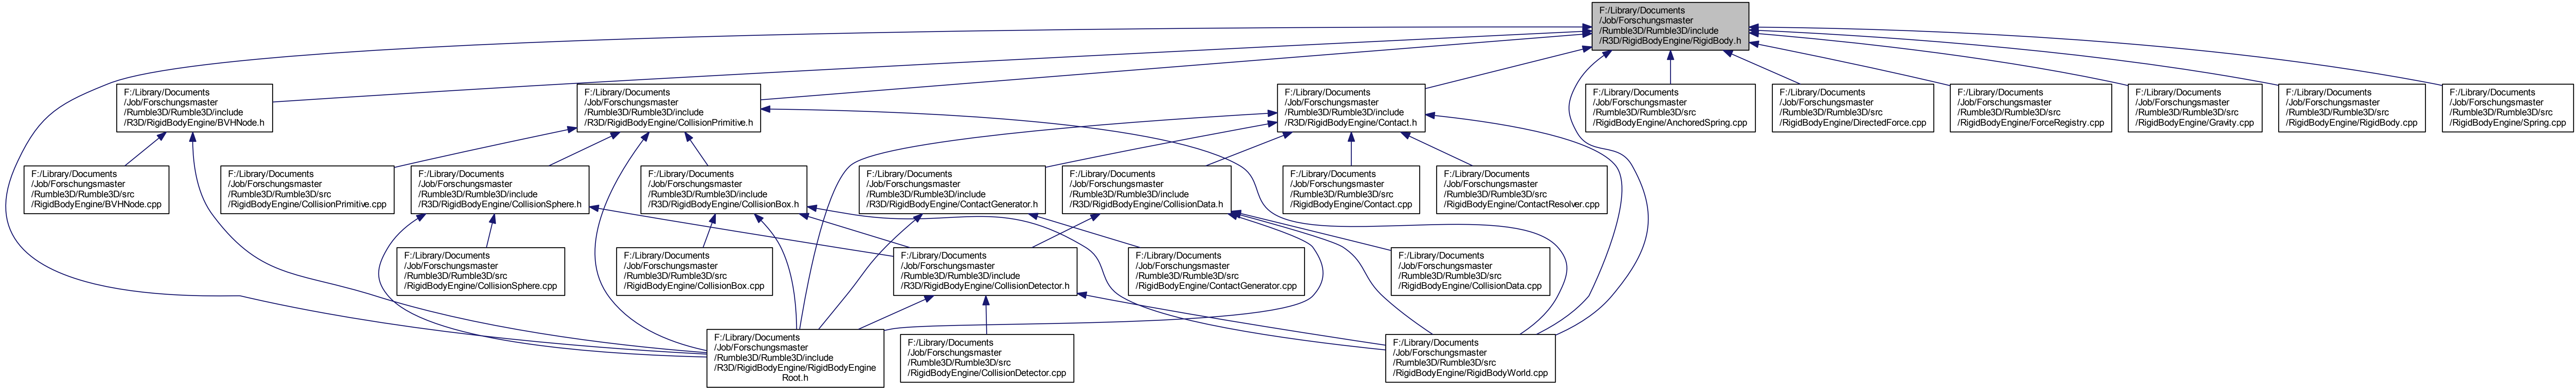 F:/Library/Documents
/Job/Forschungsmaster
/Rumble3D/Rumble3D/include
/R3D/RigidBodyEngine/RigidBody.h
F:/Library/Documents
/Job/Forschungsmaster
/Rumble3D/Rumble3D/include
/R3D/RigidBodyEngine/BVHNode.h
F:/Library/Documents
/Job/Forschungsmaster
/Rumble3D/Rumble3D/include
/R3D/RigidBodyEngine/CollisionPrimitive.h
F:/Library/Documents
/Job/Forschungsmaster
/Rumble3D/Rumble3D/include
/R3D/RigidBodyEngine/Contact.h
F:/Library/Documents
/Job/Forschungsmaster
/Rumble3D/Rumble3D/src
/RigidBodyEngine/AnchoredSpring.cpp
F:/Library/Documents
/Job/Forschungsmaster
/Rumble3D/Rumble3D/src
/RigidBodyEngine/DirectedForce.cpp
F:/Library/Documents
/Job/Forschungsmaster
/Rumble3D/Rumble3D/src
/RigidBodyEngine/ForceRegistry.cpp
F:/Library/Documents
/Job/Forschungsmaster
/Rumble3D/Rumble3D/src
/RigidBodyEngine/Gravity.cpp
F:/Library/Documents
/Job/Forschungsmaster
/Rumble3D/Rumble3D/src
/RigidBodyEngine/RigidBody.cpp
F:/Library/Documents
/Job/Forschungsmaster
/Rumble3D/Rumble3D/src
/RigidBodyEngine/Spring.cpp
F:/Library/Documents
/Job/Forschungsmaster
/Rumble3D/Rumble3D/src
/RigidBodyEngine/BVHNode.cpp
F:/Library/Documents
/Job/Forschungsmaster
/Rumble3D/Rumble3D/src
/RigidBodyEngine/CollisionPrimitive.cpp
F:/Library/Documents
/Job/Forschungsmaster
/Rumble3D/Rumble3D/include
/R3D/RigidBodyEngine/CollisionSphere.h
F:/Library/Documents
/Job/Forschungsmaster
/Rumble3D/Rumble3D/include
/R3D/RigidBodyEngine/CollisionBox.h
F:/Library/Documents
/Job/Forschungsmaster
/Rumble3D/Rumble3D/include
/R3D/RigidBodyEngine/ContactGenerator.h
F:/Library/Documents
/Job/Forschungsmaster
/Rumble3D/Rumble3D/include
/R3D/RigidBodyEngine/CollisionData.h
F:/Library/Documents
/Job/Forschungsmaster
/Rumble3D/Rumble3D/src
/RigidBodyEngine/Contact.cpp
F:/Library/Documents
/Job/Forschungsmaster
/Rumble3D/Rumble3D/src
/RigidBodyEngine/ContactResolver.cpp
F:/Library/Documents
/Job/Forschungsmaster
/Rumble3D/Rumble3D/src
/RigidBodyEngine/CollisionSphere.cpp
F:/Library/Documents
/Job/Forschungsmaster
/Rumble3D/Rumble3D/src
/RigidBodyEngine/CollisionBox.cpp
F:/Library/Documents
/Job/Forschungsmaster
/Rumble3D/Rumble3D/include
/R3D/RigidBodyEngine/CollisionDetector.h
F:/Library/Documents
/Job/Forschungsmaster
/Rumble3D/Rumble3D/src
/RigidBodyEngine/ContactGenerator.cpp
F:/Library/Documents
/Job/Forschungsmaster
/Rumble3D/Rumble3D/src
/RigidBodyEngine/CollisionData.cpp
F:/Library/Documents
/Job/Forschungsmaster
/Rumble3D/Rumble3D/include
/R3D/RigidBodyEngine/RigidBodyEngine
Root.h
F:/Library/Documents
/Job/Forschungsmaster
/Rumble3D/Rumble3D/src
/RigidBodyEngine/CollisionDetector.cpp
F:/Library/Documents
/Job/Forschungsmaster
/Rumble3D/Rumble3D/src
/RigidBodyEngine/RigidBodyWorld.cpp